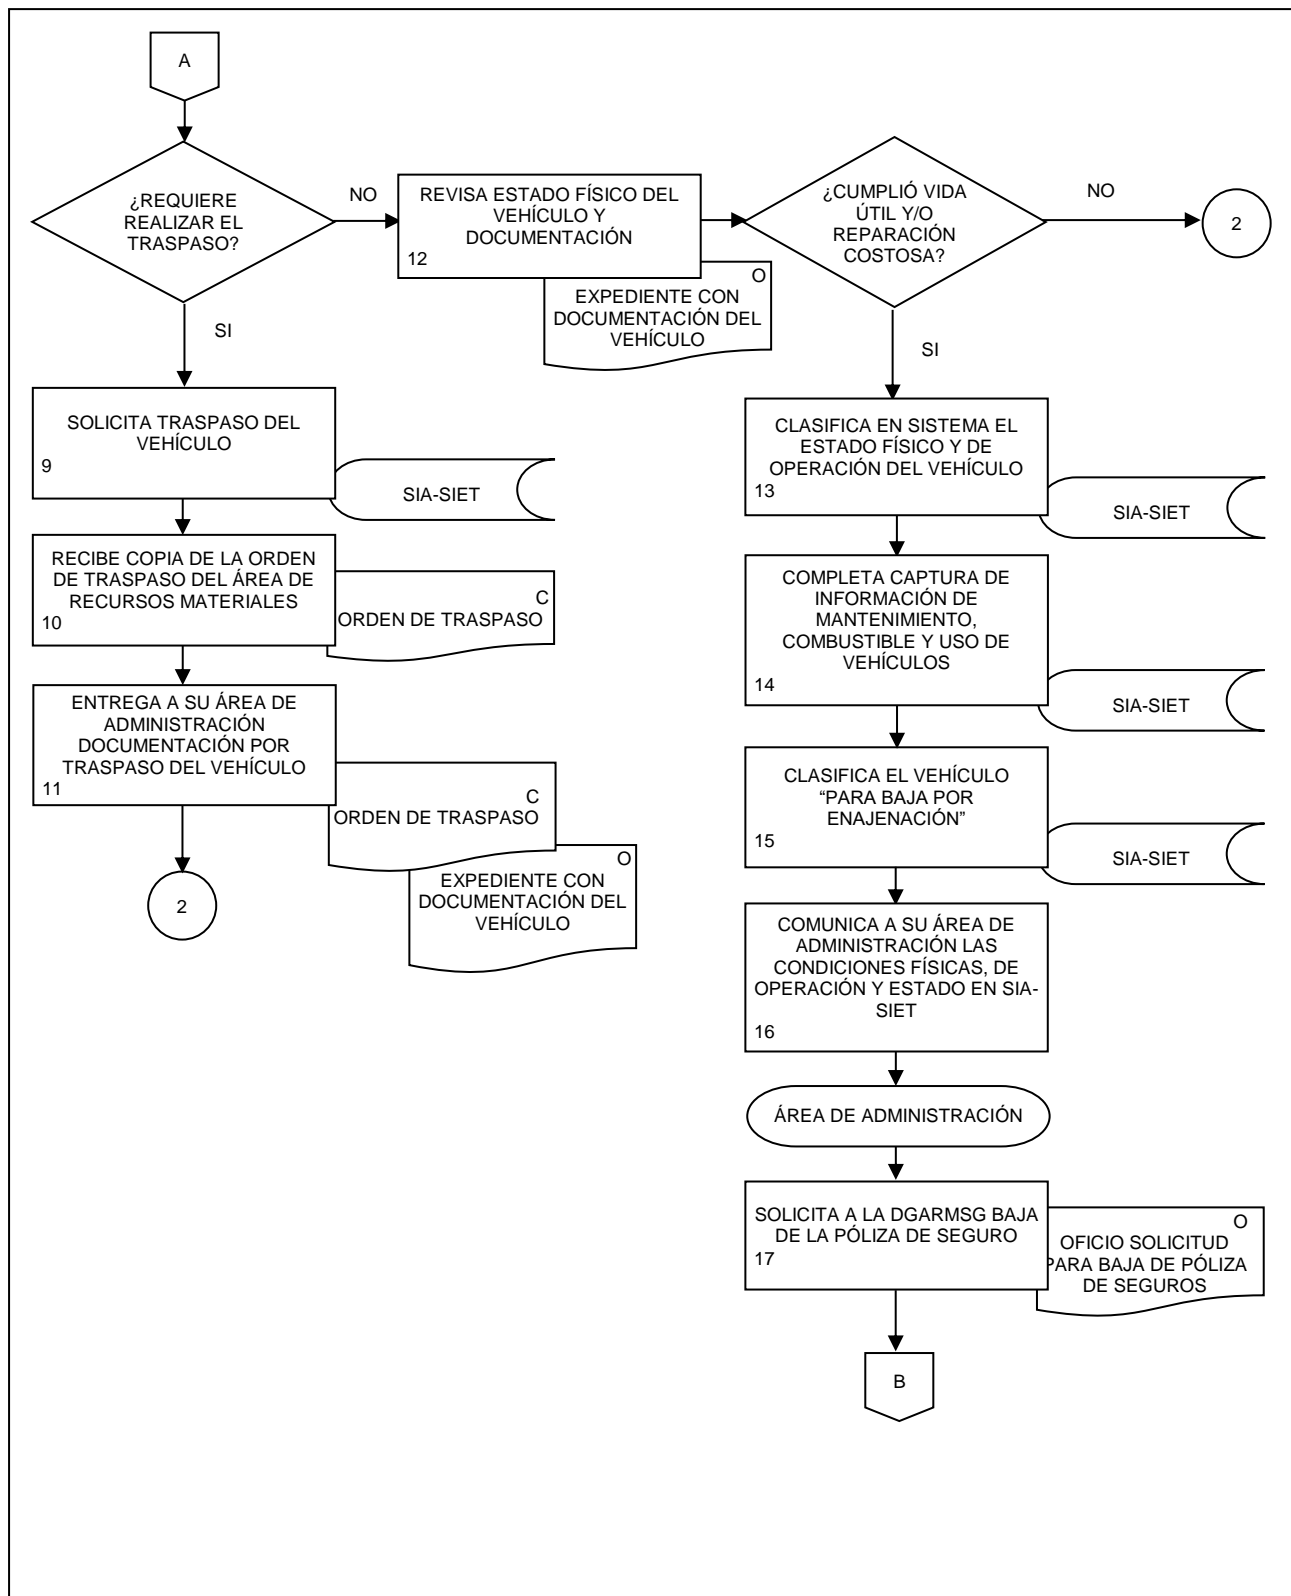 A
¿REQUIERE
REALIZAR EL
TRASPASO?
NO
SI
REVISA ESTADO FÍSICO DEL
VEHÍCULO Y
DOCUMENTACIÓN
12
O
EXPEDIENTE CON
DOCUMENTACIÓN DEL
VEHÍCULO
¿CUMPLIÓ VIDA
ÚTIL Y/O
REPARACIÓN
COSTOSA?
NO
2
SI
SOLICITA TRASPASO DEL
VEHÍCULO
9
SIA-SIET
RECIBE COPIA DE LA ORDEN
DE TRASPASO DEL ÁREA DE
RECURSOS MATERIALES
10
C
ORDEN DE TRASPASO
ENTREGA A SU ÁREA DE
ADMINISTRACIÓN
DOCUMENTACIÓN POR
TRASPASO DEL VEHÍCULO
11
C
ORDEN DE TRASPASO
O
EXPEDIENTE CON
DOCUMENTACIÓN DEL
VEHÍCULO
2
CLASIFICA EN SISTEMA EL
ESTADO FÍSICO Y DE
OPERACIÓN DEL VEHÍCULO
13
SIA-SIET
COMPLETA CAPTURA DE
INFORMACIÓN DE
MANTENIMIENTO,
COMBUSTIBLE Y USO DE
VEHÍCULOS
14
SIA-SIET
CLASIFICA EL VEHÍCULO
“PARA BAJA POR
ENAJENACIÓN”
15
SIA-SIET
COMUNICA A SU ÁREA DE
ADMINISTRACIÓN LAS
CONDICIONES FÍSICAS, DE
OPERACIÓN Y ESTADO EN SIA-
SIET
16
ÁREA DE ADMINISTRACIÓN
SOLICITA A LA DGARMSG BAJA
DE LA PÓLIZA DE SEGURO
17
O
OFICIO SOLICITUD
PARA BAJA DE PÓLIZA
DE SEGUROS
B